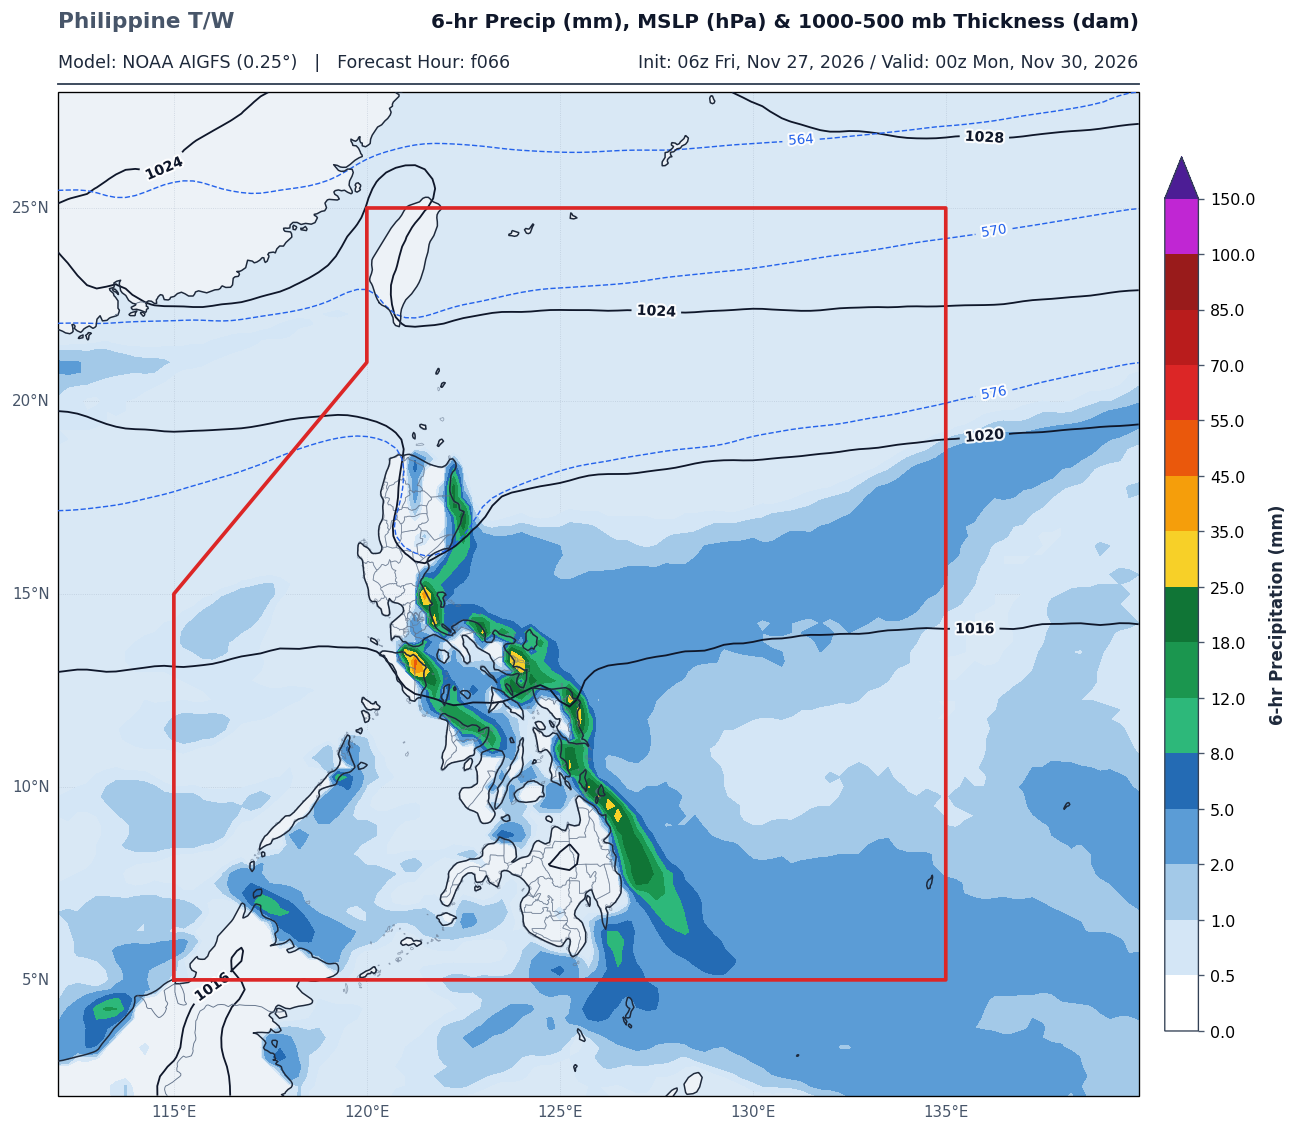 Philippine T/W
6-hr Precip (mm), MSLP (hPa) & 1000-500 mb Thickness (dam)
Model: NOAA AIGFS (0.25°) | Forecast Hour: f066
Init: 06z Fri, Nov 27, 2026 / Valid: 00z Mon, Nov 30, 2026
1028
564
1024
150.0
25°N
570
100.0
1024
85.0
70.0
576
20°N
1020
55.0
45.0
35.0
15°N
25.0
1016
18.0
12.0
8.0
10°N
5.0
2.0
1.0
5°N
1016
0.5
0.0
6-hr Precipitation (mm)
115°E
120°E
125°E
130°E
135°E